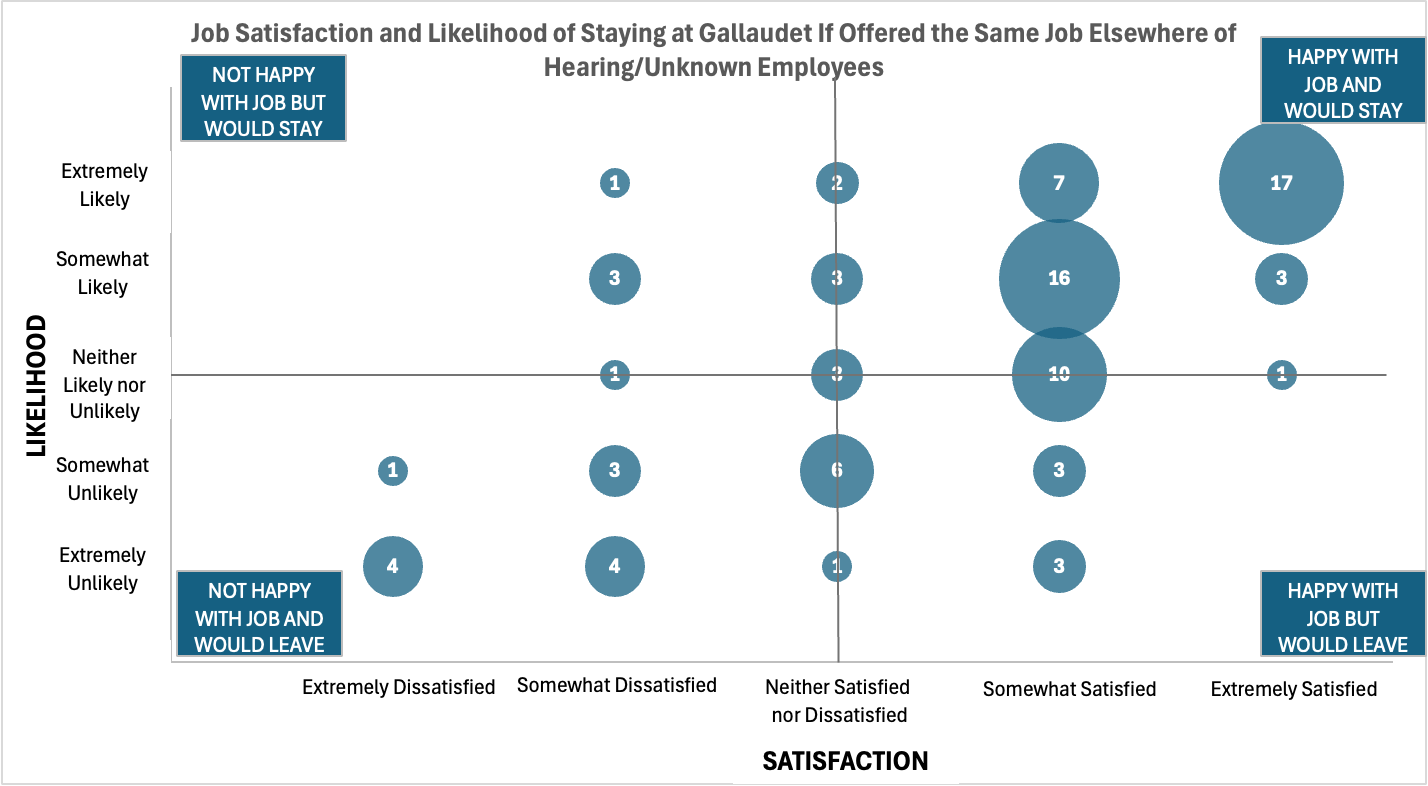 Job Satisfaction and Likelihood of Staying at Gallaudet If Offered the Same Job Elsewhere of
Hearing/Unknown Employees
NOT HAPPY
WITH JOB BUT
WOULD STAY
HAPPY WITH
JOB AND
WOULD STAY
LIKELIHOOD
Extremely
Likely
1
2
7
17
Somewhat
Likely
3
3
16
3
Neither
Likely nor
Unlikely
1
3
10
1
Somewhat
Unlikely
1
3
6
3
Extremely
Unlikely
4
4
1
3
NOT HAPPY
WITH JOB AND
WOULD LEAVE
HAPPY WITH
JOB BUT
WOULD LEAVE
Extremely Dissatisfied
Somewhat Dissatisfied
Neither Satisfied
nor Dissatisfied
Somewhat Satisfied
Extremely Satisfied
SATISFACTION